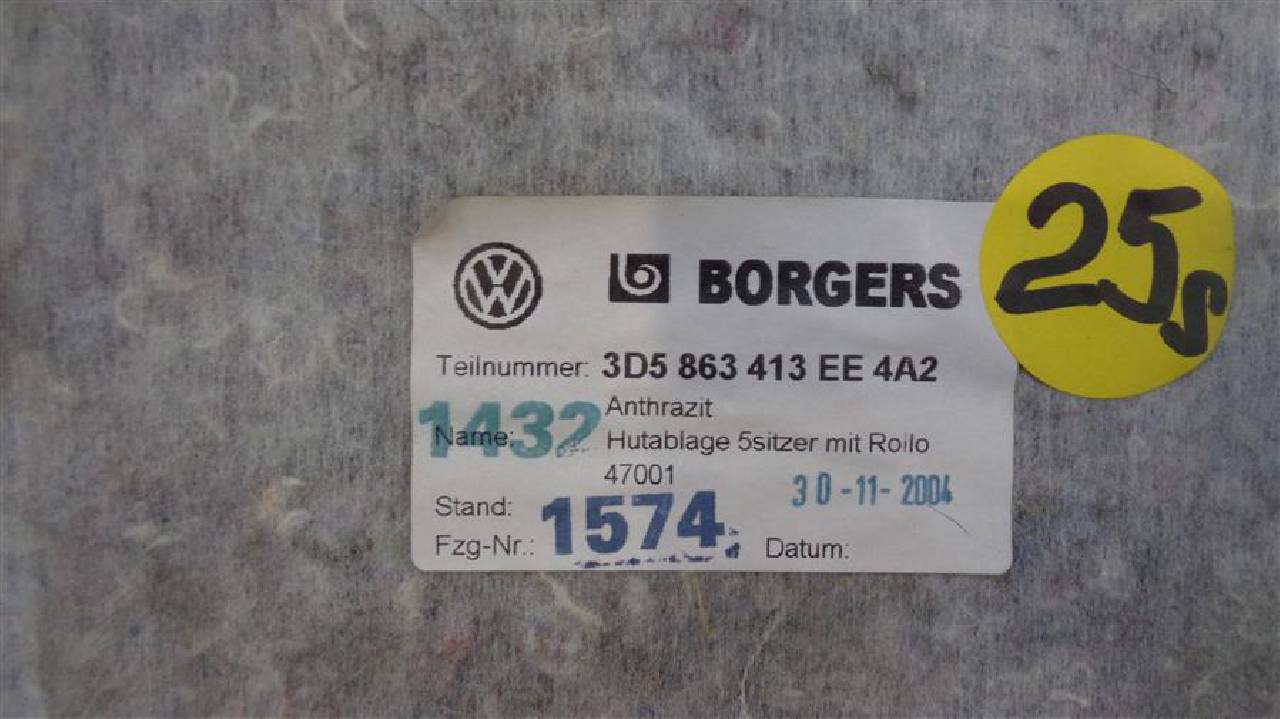 VW BORGERS
25s
Teilnummer: 3D5 863 413 EE 4A2
Anthrazit
1432
Name: Hutablage 5sitzer mit Rollo
47001
30-11-2004
Stand:
1574
Fzg-Nr.: Datum: